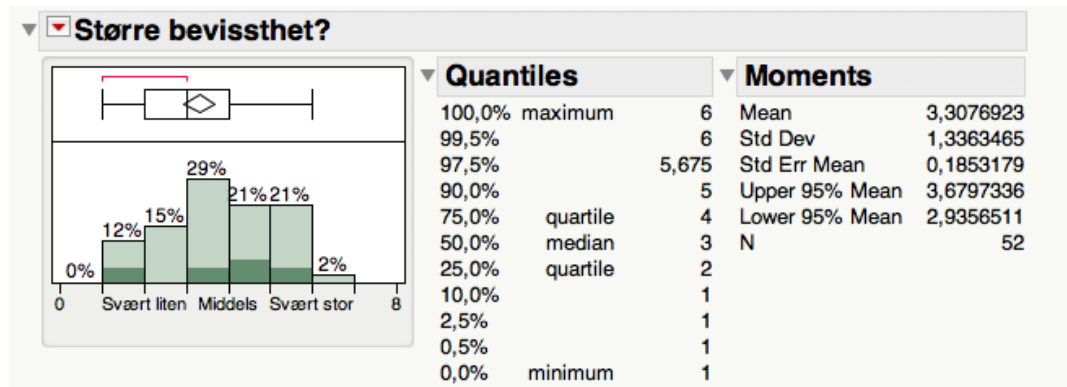 Større bevissthet?
29%
21% 21%
15%
12%
2%
0%
0 Svært liten Middels Svært stor 8
Quantiles
100,0% maximum 6
99,5% 6
97,5% 5,675
90,0% 5
75,0% quartile 4
50,0% median 3
25,0% quartile 2
10,0% 1
2,5% 1
0,5% 1
0,0% minimum 1
Moments
Mean 3,3076923
Std Dev 1,3363465
Std Err Mean 0,1853179
Upper 95% Mean 3,6797336
Lower 95% Mean 2,9356511
N 52